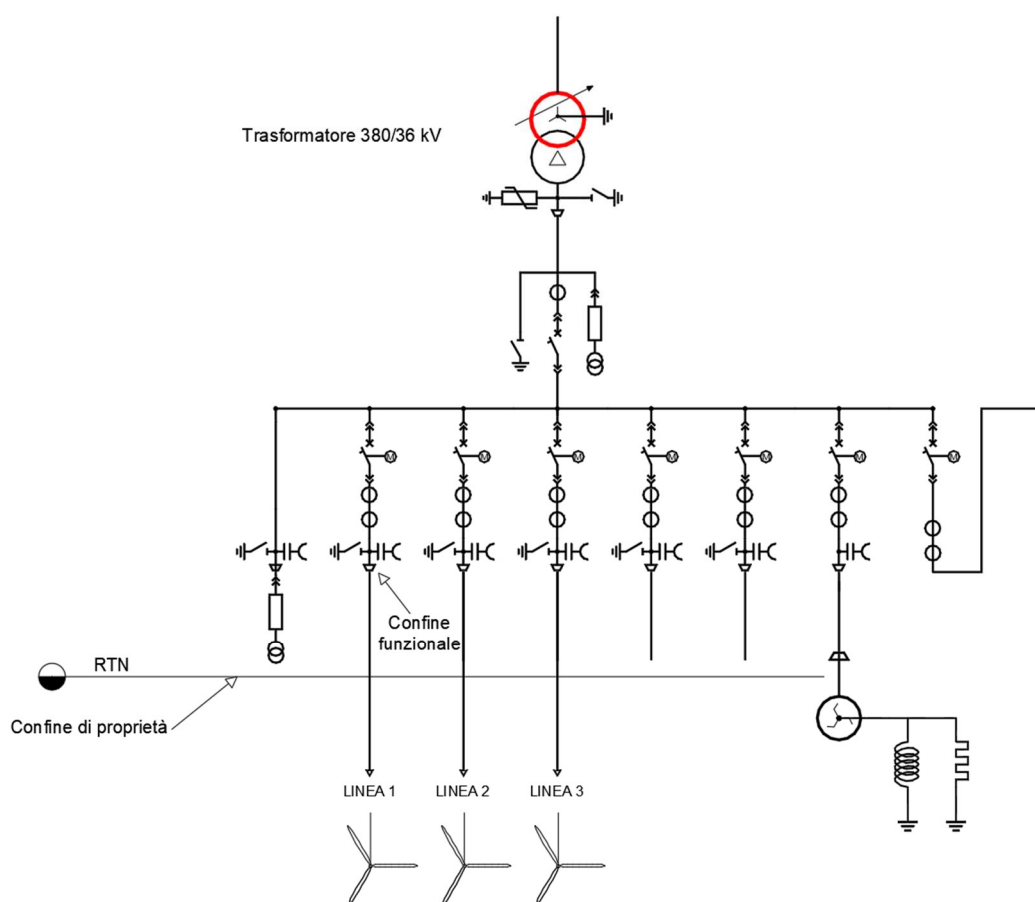 Trasformatore 380/36 kV
M M M M M M M
Confine
funzionale
RTN
Confine di proprietà
LINEA 1 LINEA 2 LINEA 3